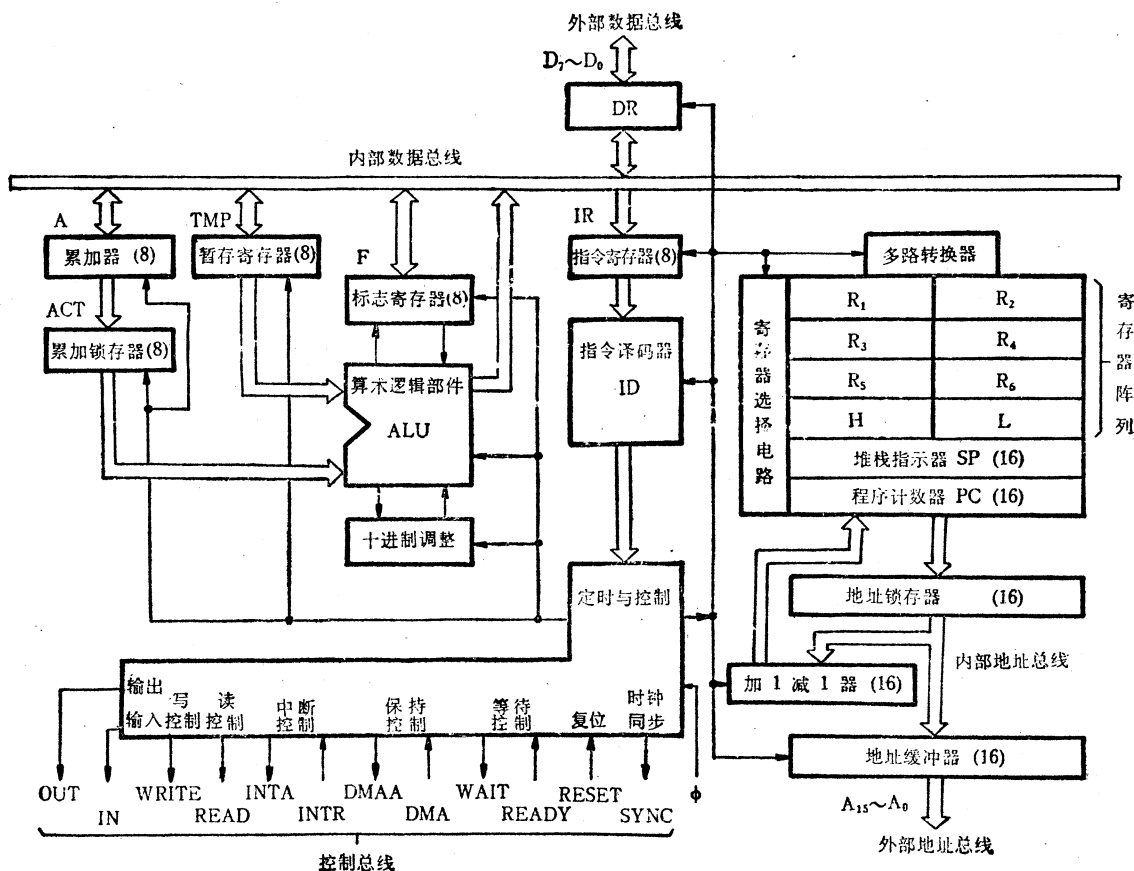 外部数据总线
D₇～D₀
DR
内部数据总线
A
累加器 (8)
TMP
暂存寄存器(8)
F
标志寄存器(8)
IR
指令寄存器(8)
多路转换器
ACT
累加锁存器(8)
指令译码器
ID
寄存器选择电路
R₁
R₂
R₃
R₄
R₅
R₆
H
L
寄存器阵列
堆栈指示器 SP (16)
程序计数器 PC (16)
算术逻辑部件
ALU
十进制调整
定时与控制
地址锁存器 (16)
内部地址总线
加 1 减 1 器 (16)
地址缓冲器 (16)
A₁₅～A₀
外部地址总线
输出
输入控制
写
读
控制
中断
控制
保持
控制
等待
控制
复位
时钟
同步
OUT
IN
WRITE
READ
INTA
INTR
DMAA
DMA
WAIT
READY
RESET
SYNC
ϕ
控制总线